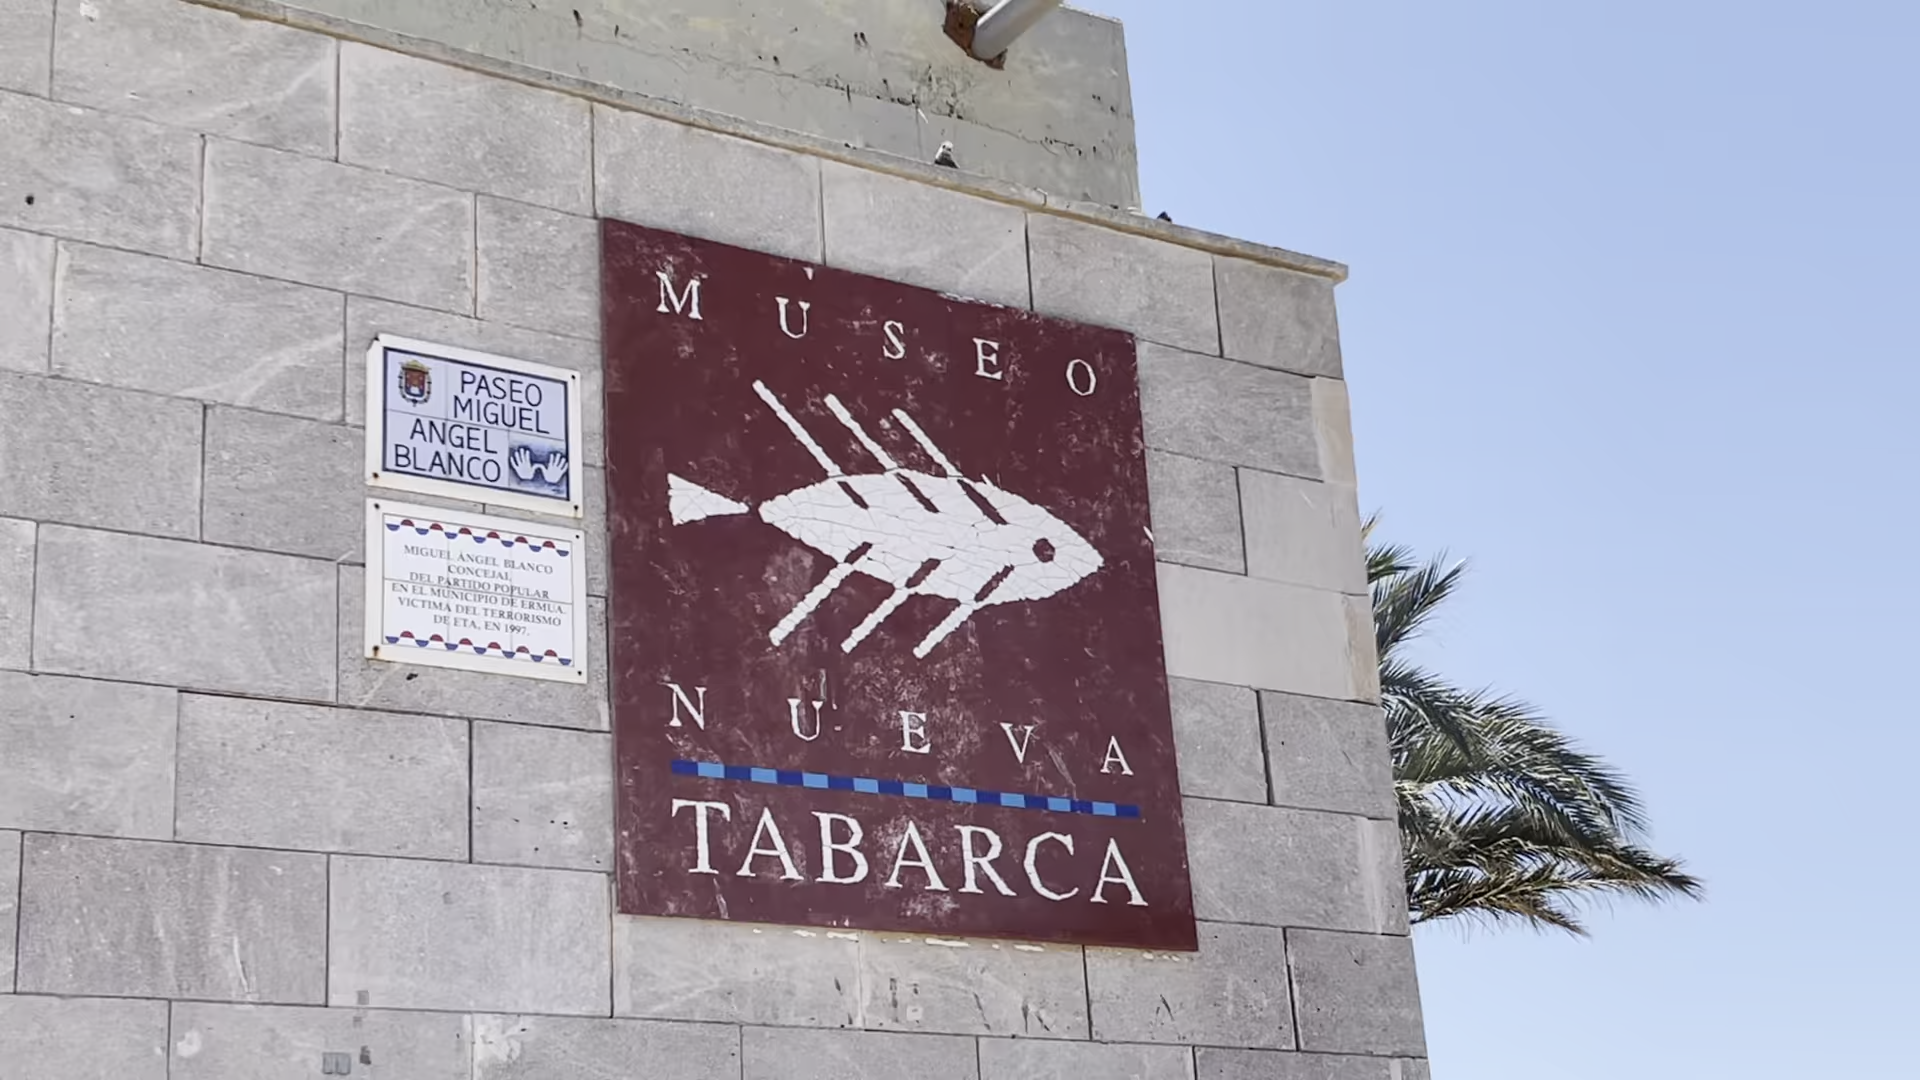 PASEO
MIGUEL
ANGEL
BLANCO
MIGUEL ÁNGEL BLANCO
CONCEJAL
DEL PARTIDO POPULAR
EN EL MUNICIPIO DE ERMUA.
VICTIMA DEL TERRORISMO
DE ETA, EN 1997.
MUSEO
NUEVA
TABARCA